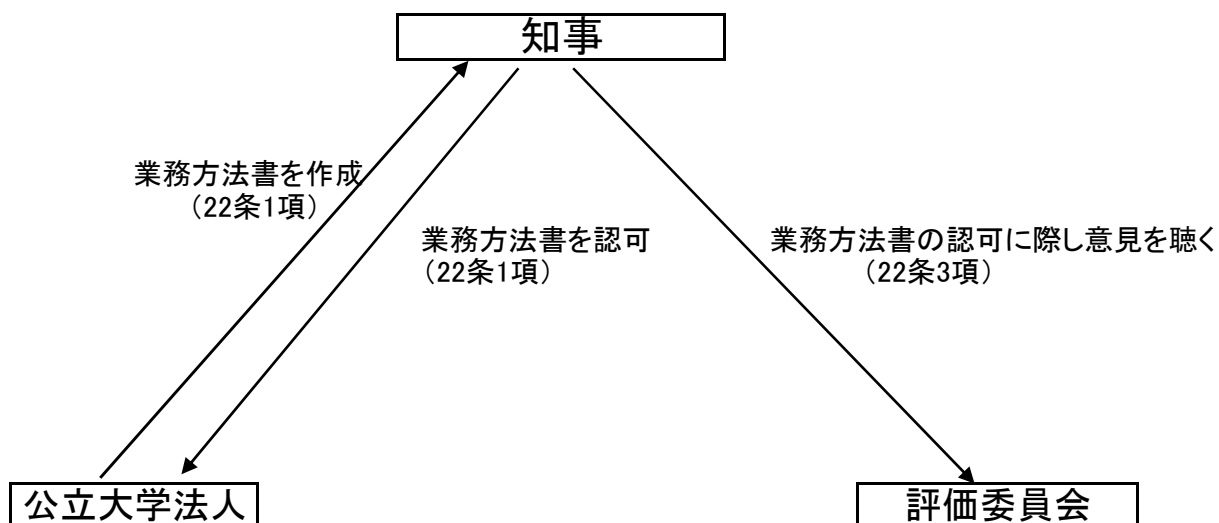 知事
業務方法書を作成
（22条1項）
業務方法書を認可
（22条1項）
業務方法書の認可に際し意見を聴く
（22条3項）
公立大学法人
評価委員会